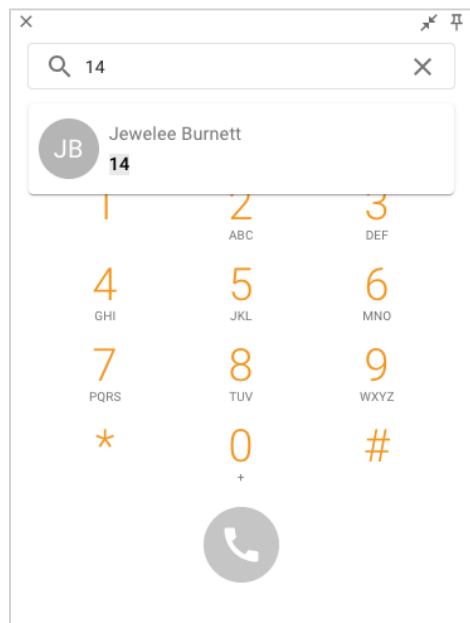 14
JB
Jewelee Burnett
14
1 2 3
ABC DEF
4 5 6
GHI JKL MNO
7 8 9
PQRS TUV WXYZ
* 0 #
+